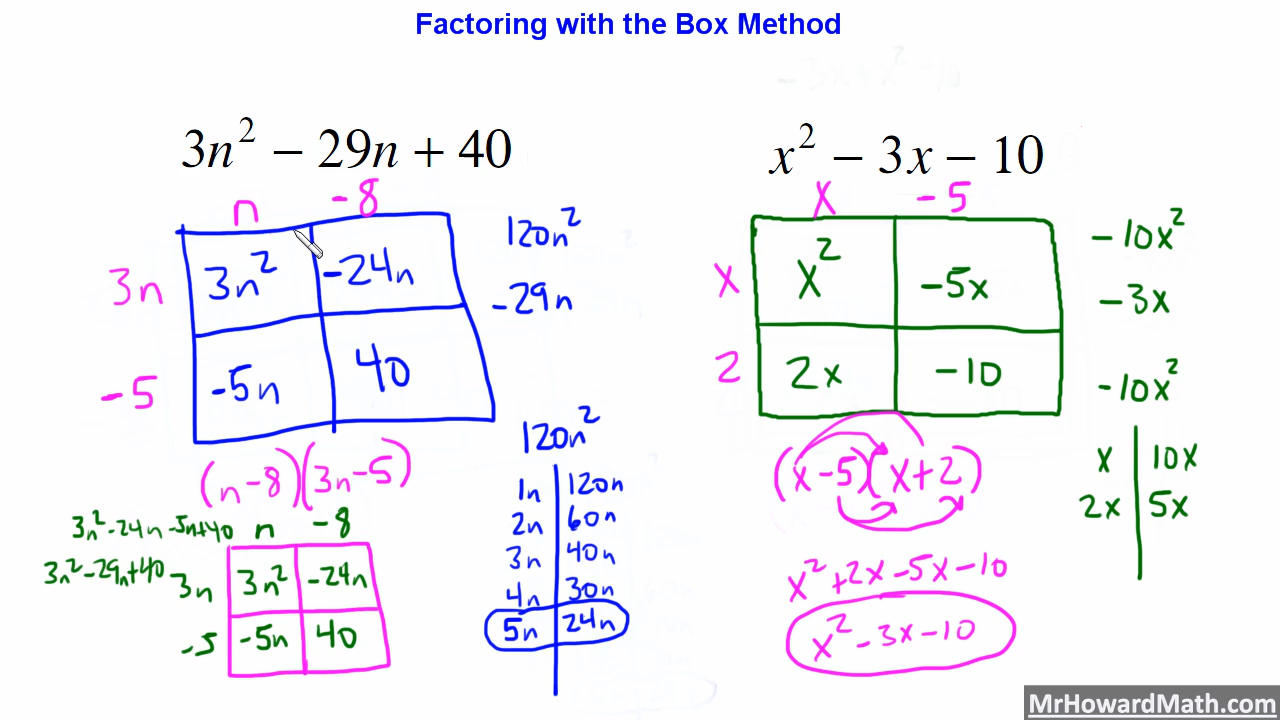 Factoring with the Box Method
3n² − 29n + 40
n -8
3n 3n² -24n
-5 -5n 40
120n²
-29n
(n-8)(3n-5)
120n²
1n 120n
2n 60n
3n 40n
4n 30n
5n 24n
3n²-24n-5n+40
3n²-29n+40
n -8
3n 3n² -24n
-5 -5n 40
x² − 3x − 10
x -5
x x² -5x
2 2x -10
-10x²
-3x
-10x²
x 10x
2x 5x
(x-5)(x+2)
x²+2x-5x-10
x²-3x-10
MrHowardMath.com